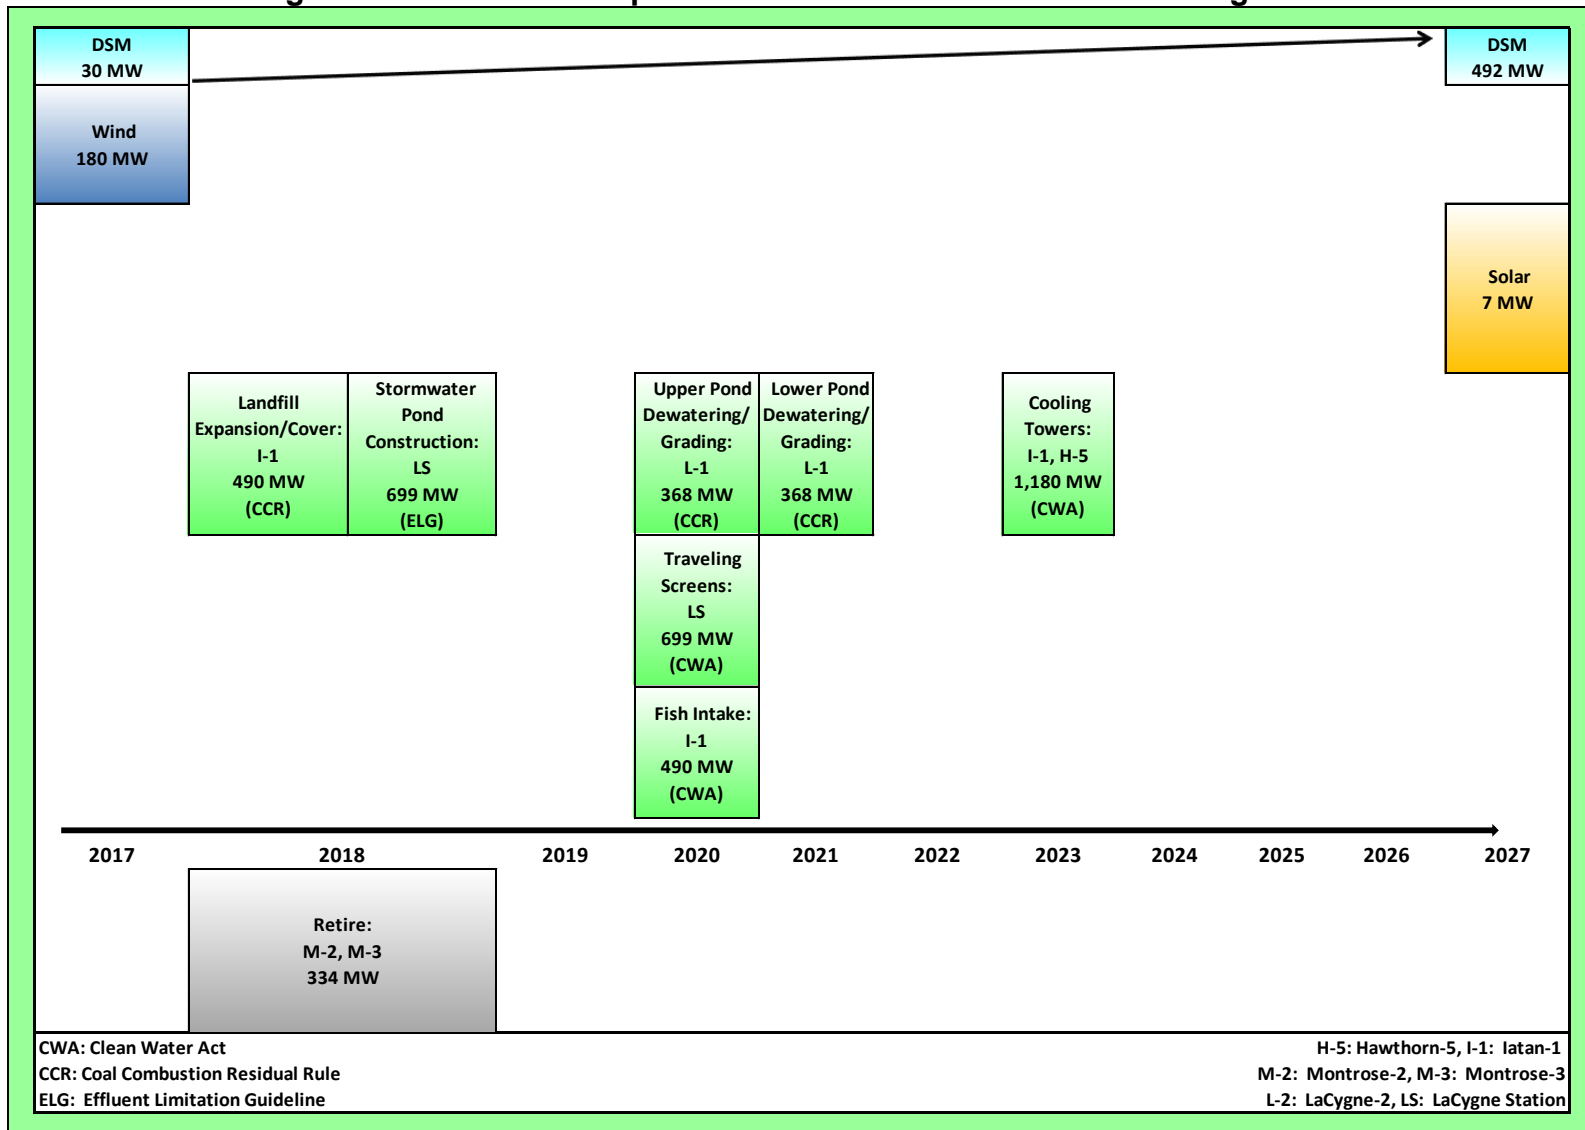 DSM
30 MW
DSM
492 MW
Wind
180 MW
Solar
7 MW
Landfill
Expansion/Cover:
I-1
490 MW
(CCR)
Stormwater
Pond
Construction:
LS
699 MW
(ELG)
Upper Pond
Dewatering/
Grading:
L-1
368 MW
(CCR)
Lower Pond
Dewatering/
Grading:
L-1
368 MW
(CCR)
Cooling
Towers:
I-1, H-5
1,180 MW
(CWA)
Traveling
Screens:
LS
699 MW
(CWA)
Fish Intake:
I-1
490 MW
(CWA)
2017 2018 2019 2020 2021 2022 2023 2024 2025 2026 2027
Retire:
M-2, M-3
334 MW
CWA: Clean Water Act
CCR: Coal Combustion Residual Rule
ELG: Effluent Limitation Guideline
H-5: Hawthorn-5, I-1: Iatan-1
M-2: Montrose-2, M-3: Montrose-3
L-2: LaCygne-2, LS: LaCygne Station